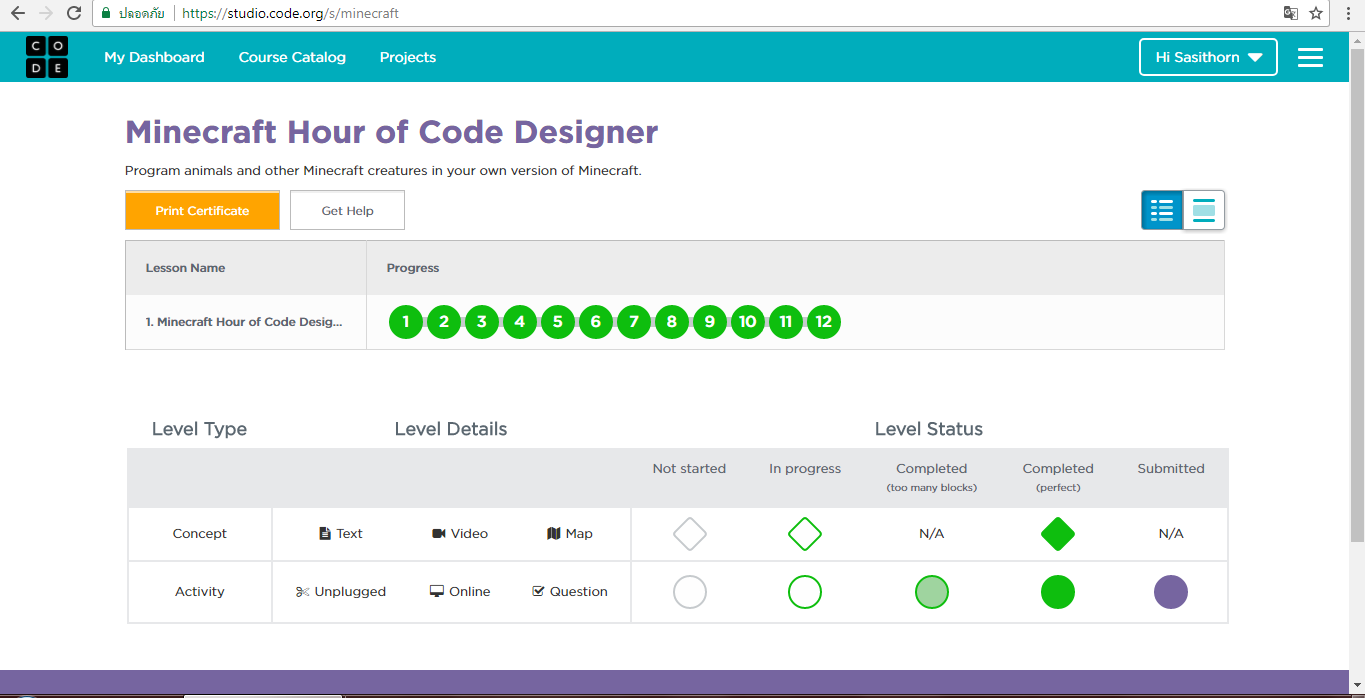 ปลอดภัย https://studio.code.org/s/minecraft
C O
D E
My Dashboard Course Catalog Projects Hi Sasithorn
Minecraft Hour of Code Designer
Program animals and other Minecraft creatures in your own version of Minecraft.
Print Certificate Get Help
Lesson Name Progress
1. Minecraft Hour of Code Desig... 1 2 3 4 5 6 7 8 9 10 11 12
Level Type Level Details Level Status
Not started In progress Completed Completed Submitted
(too many blocks) (perfect)
Concept Text Video Map N/A N/A
Activity Unplugged Online Question